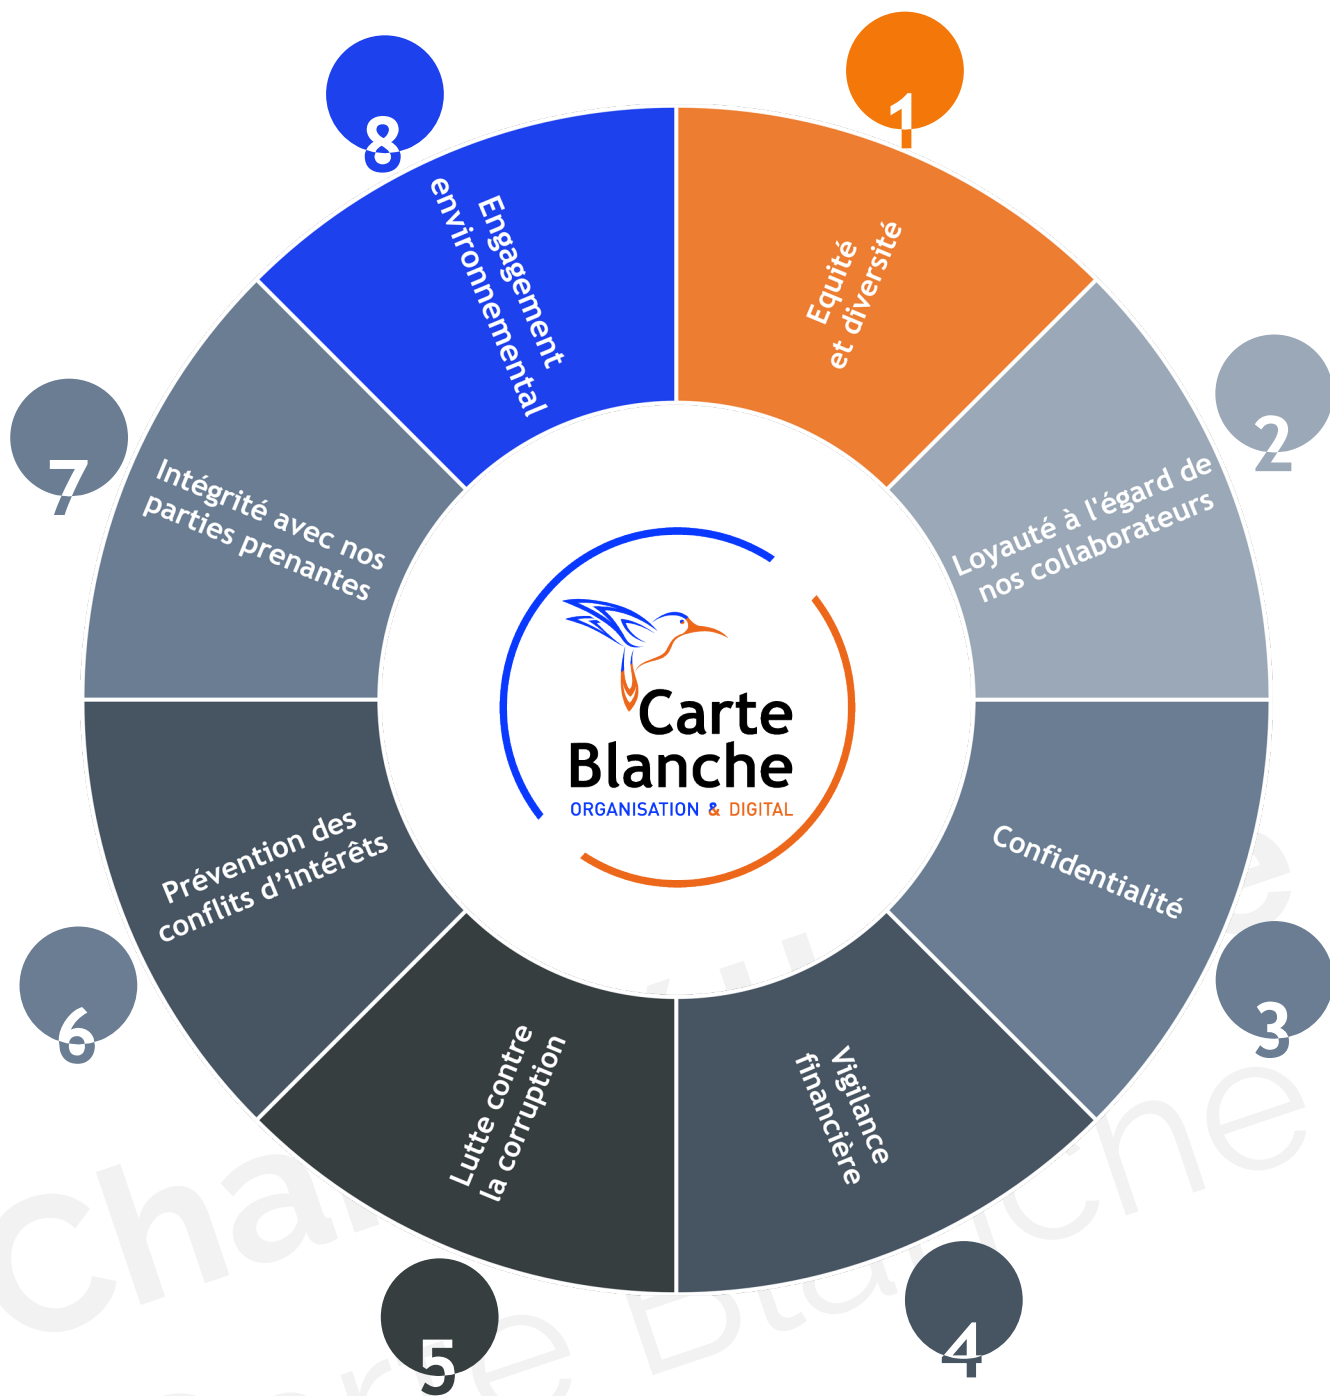 1
Equité
et diversité
2
Loyauté à l'égard de
nos collaborateurs
3
Confidentialité
4
Vigilance
financière
5
Lutte contre
la corruption
6
Prévention des
conflits d’intérêts
7
Intégrité avec nos
parties prenantes
8
Engagement
environnemental
Carte
Blanche
ORGANISATION & DIGITAL
Carte Blanche